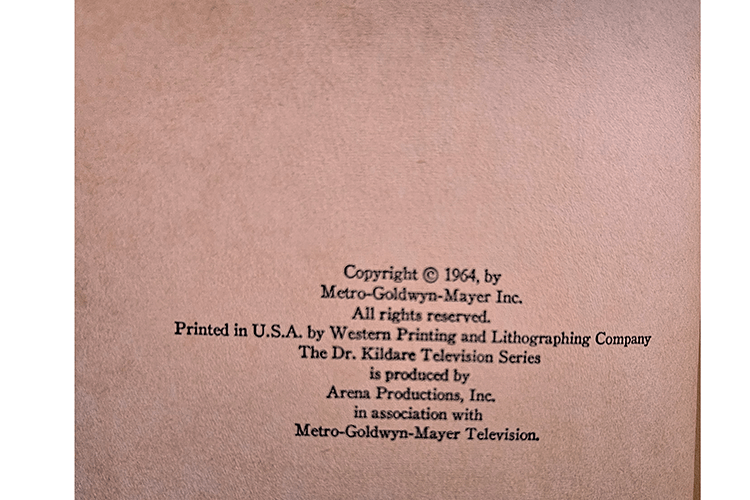 Copyright © 1964, by
Metro-Goldwyn-Mayer Inc.
All rights reserved.
Printed in U.S.A. by Western Printing and Lithographing Company
The Dr. Kildare Television Series
is produced by
Arena Productions, Inc.
in association with
Metro-Goldwyn-Mayer Television.